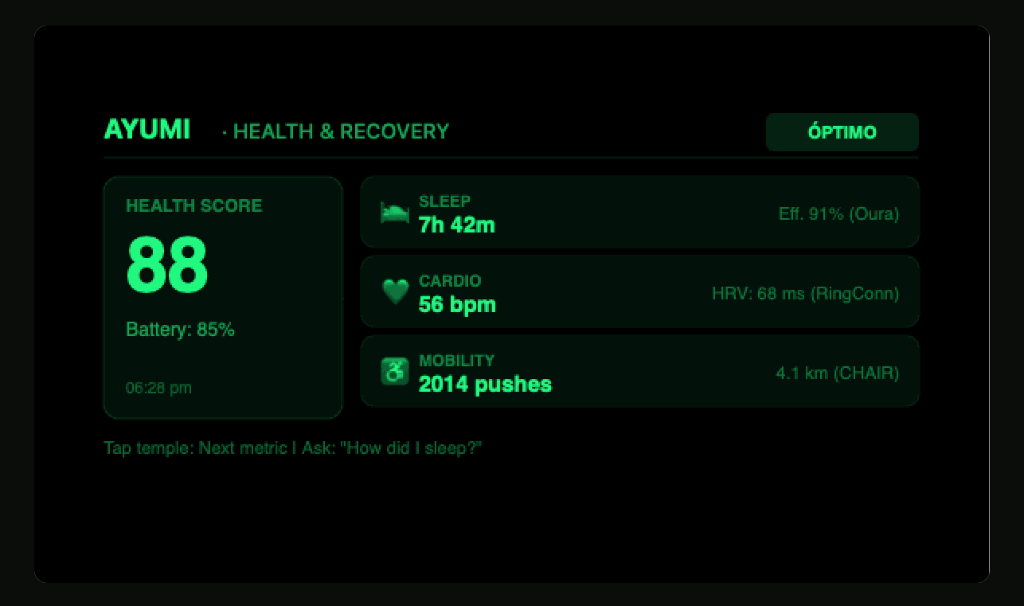 AYUMI · HEALTH & RECOVERY
ÓPTIMO
HEALTH SCORE
88
Battery: 85%
06:28 pm
SLEEP
7h 42m
Eff. 91% (Oura)
CARDIO
56 bpm
HRV: 68 ms (RingConn)
MOBILITY
2014 pushes
4.1 km (CHAIR)
Tap temple: Next metric | Ask: "How did I sleep?"